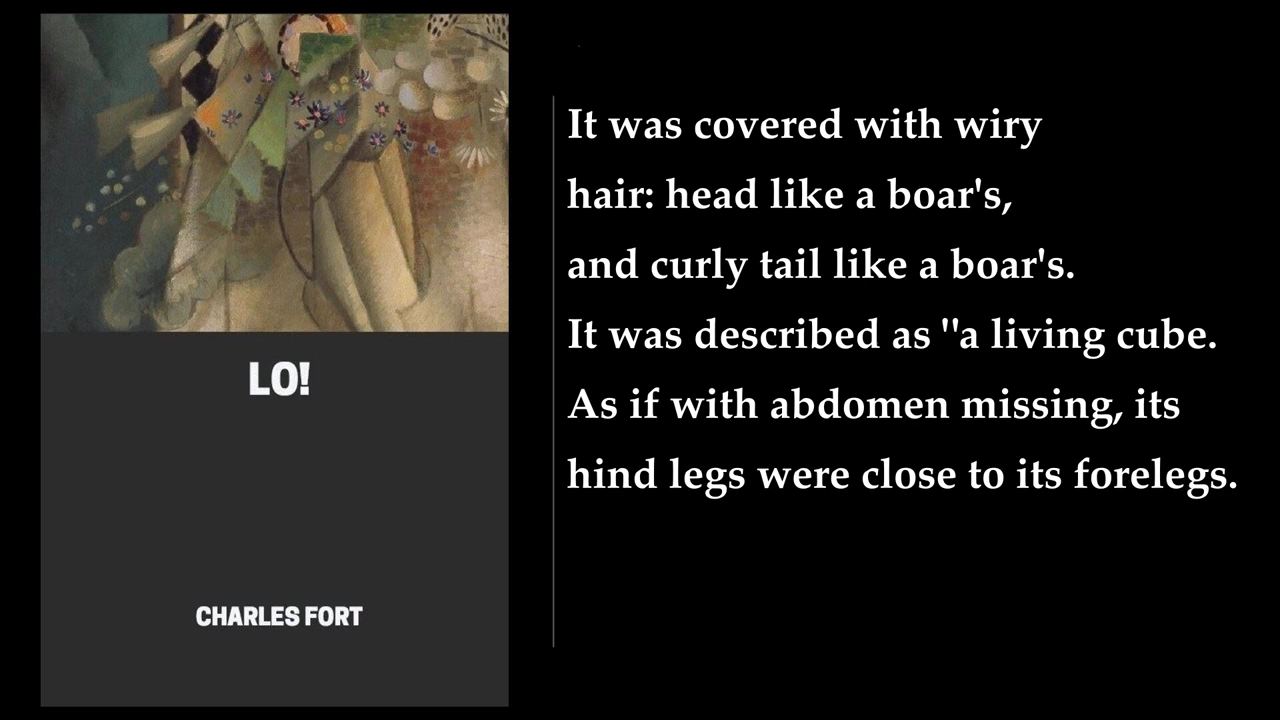 LO!
CHARLES FORT
It was covered with wiry
hair: head like a boar's,
and curly tail like a boar's.
It was described as "a living cube.
As if with abdomen missing, its
hind legs were close to its forelegs.